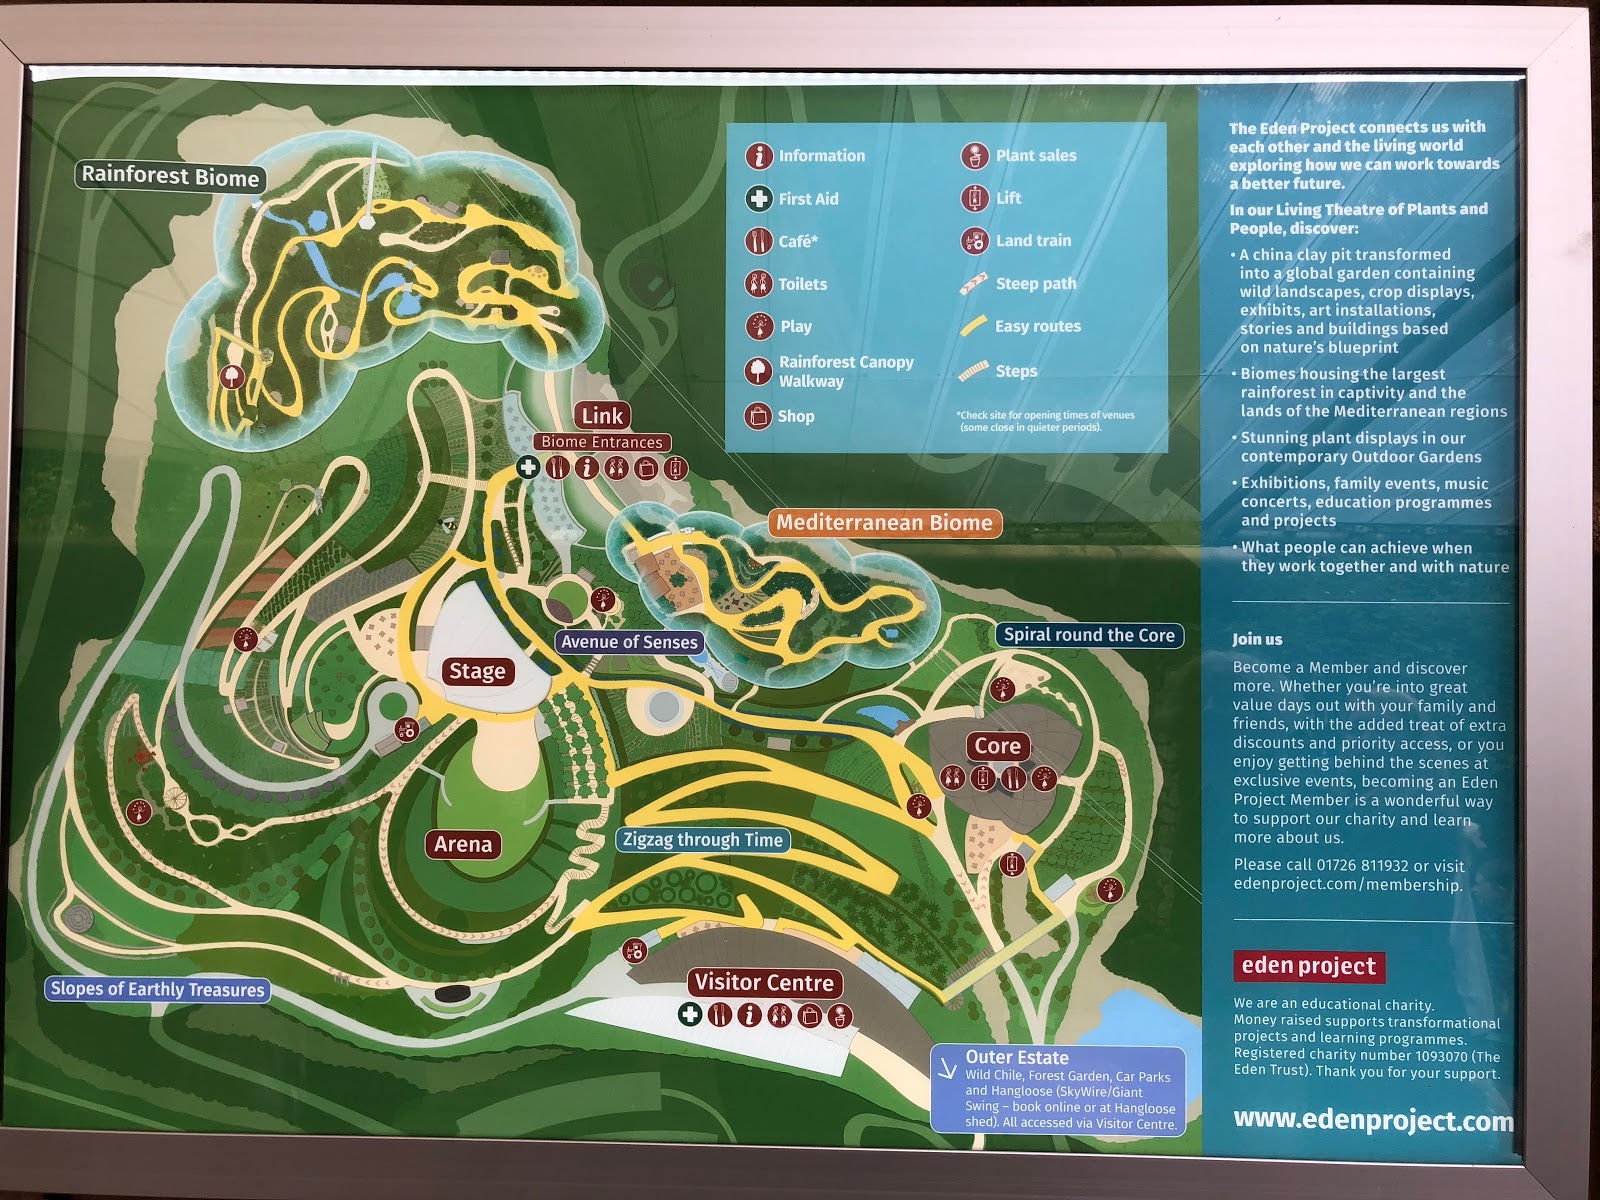 Rainforest Biome
Link
Biome Entrances
Mediterranean Biome
Spiral round the Core
Avenue of Senses
Stage
Core
Arena
Zigzag through Time
Visitor Centre
Slopes of Earthly Treasures
Outer Estate
Wild Chile, Forest Garden, Car Parks
and Hangloose (SkyWire/Giant
Swing – book online or at Hangloose
shed). All accessed via Visitor Centre.
Information
First Aid
Café*
Toilets
Play
Rainforest Canopy
Walkway
Shop
Plant sales
Lift
Land train
Steep path
Easy routes
Steps
*Check site for opening times of venues
(some close in quieter periods).
The Eden Project connects us with
each other and the living world
exploring how we can work towards
a better future.
In our Living Theatre of Plants and
People, discover:
• A china clay pit transformed
into a global garden containing
wild landscapes, crop displays,
exhibits, art installations,
stories and buildings based
on nature's blueprint
• Biomes housing the largest
rainforest in captivity and the
lands of the Mediterranean regions
• Stunning plant displays in our
contemporary Outdoor Gardens
• Exhibitions, family events, music
concerts, education programmes
and projects
• What people can achieve when
they work together and with nature
Join us
Become a Member and discover
more. Whether you're into great
value days out with your family and
friends, with the added treat of extra
discounts and priority access, or you
enjoy getting behind the scenes at
exclusive events, becoming an Eden
Project Member is a wonderful way
to support our charity and learn
more about us.
Please call 01726 811932 or visit
edenproject.com/membership.
eden project
We are an educational charity.
Money raised supports transformational
projects and learning programmes.
Registered charity number 1093070 (The
Eden Trust). Thank you for your support.
www.edenproject.com